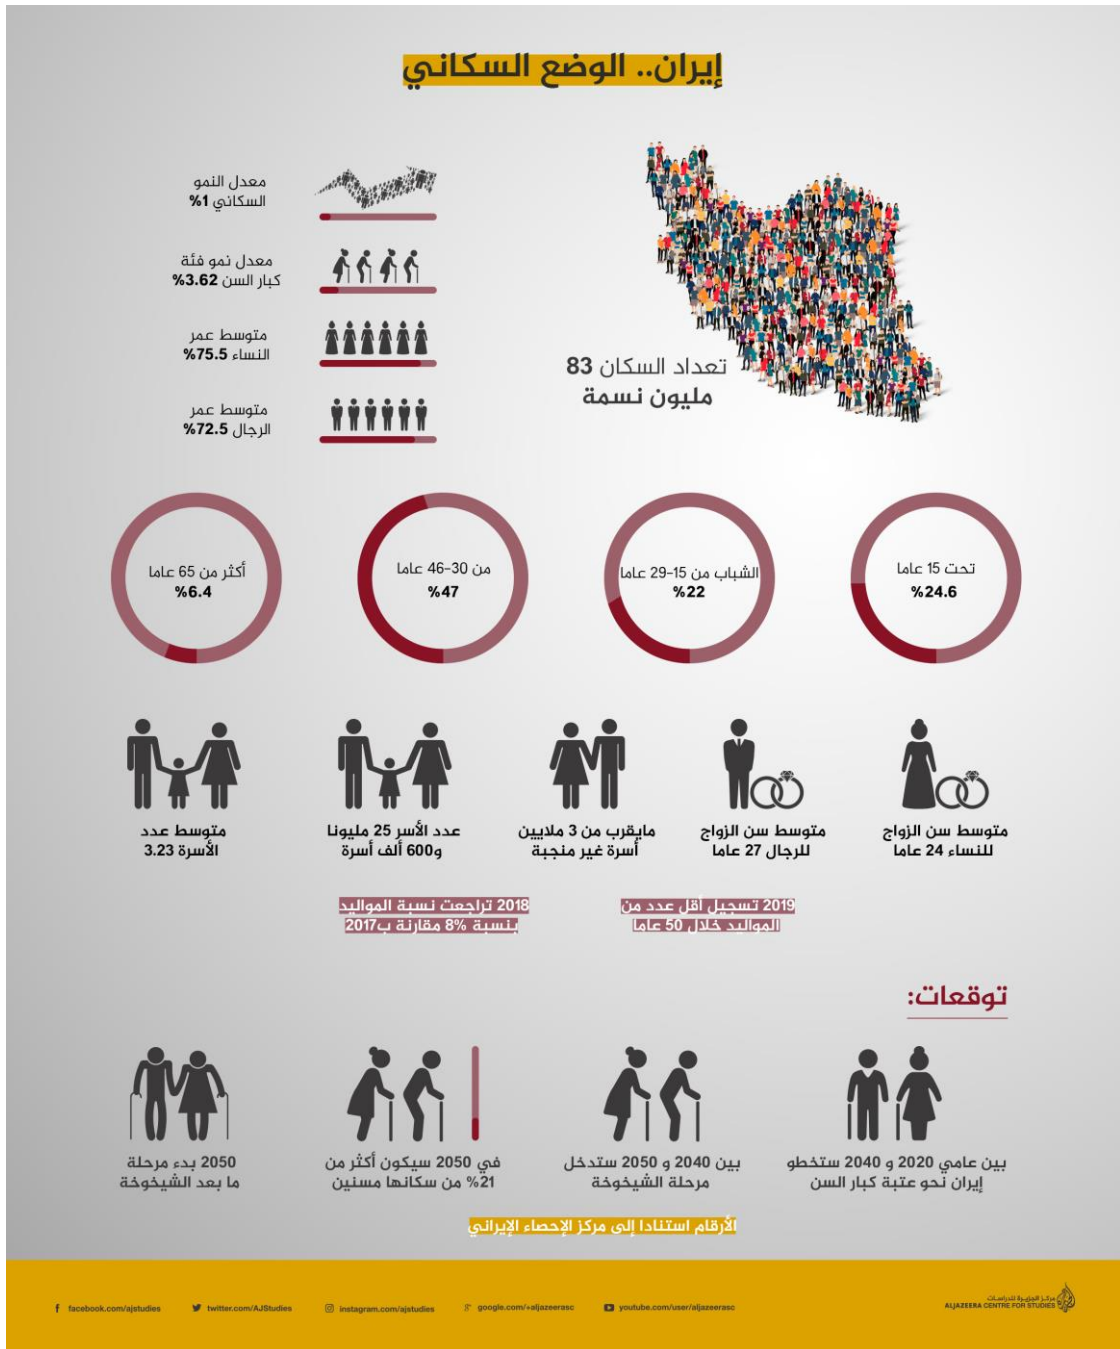 إيران.. الوضع السكاني
معدل النمو
السكاني 1%
معدل نمو فئة
كبار السن 3.62%
متوسط عمر
النساء 75.5%
متوسط عمر
الرجال 72.5%
تعداد السكان 83
مليون نسمة
تحت 15 عاما
%24.6
الشباب من 15-29 عاما
%22
من 30-46 عاما
%47
أكثر من 65 عاما
%6.4
متوسط سن الزواج
للنساء 24 عاما
متوسط سن الزواج
للرجال 27 عاما
مايقرب من 3 ملايين
أسرة غير منجبة
عدد الأسر 25 مليونا
و600 ألف أسرة
متوسط عدد
الأسرة 3.23
2019 تسجيل أقل عدد من
المواليد خلال 50 عاما
2018 تراجعت نسبة المواليد
بنسبة 8% مقارنة ب2017
توقعات:
بين عامي 2020 و 2040 ستخطو
إيران نحو عتبة كبار السن
بين 2040 و 2050 ستدخل
مرحلة الشيخوخة
في 2050 سيكون أكثر من
21% من سكانها مسنين
2050 بدء مرحلة
ما بعد الشيخوخة
الأرقام استنادا إلى مركز الإحصاء الإيراني
facebook.com/ajstudies
twitter.com/AJStudies
instagram.com/ajstudies
google.com/+aljazeerasc
youtube.com/user/aljazeerasc
مركز الجزيرة للدراسات
ALJAZEERA CENTRE FOR STUDIES